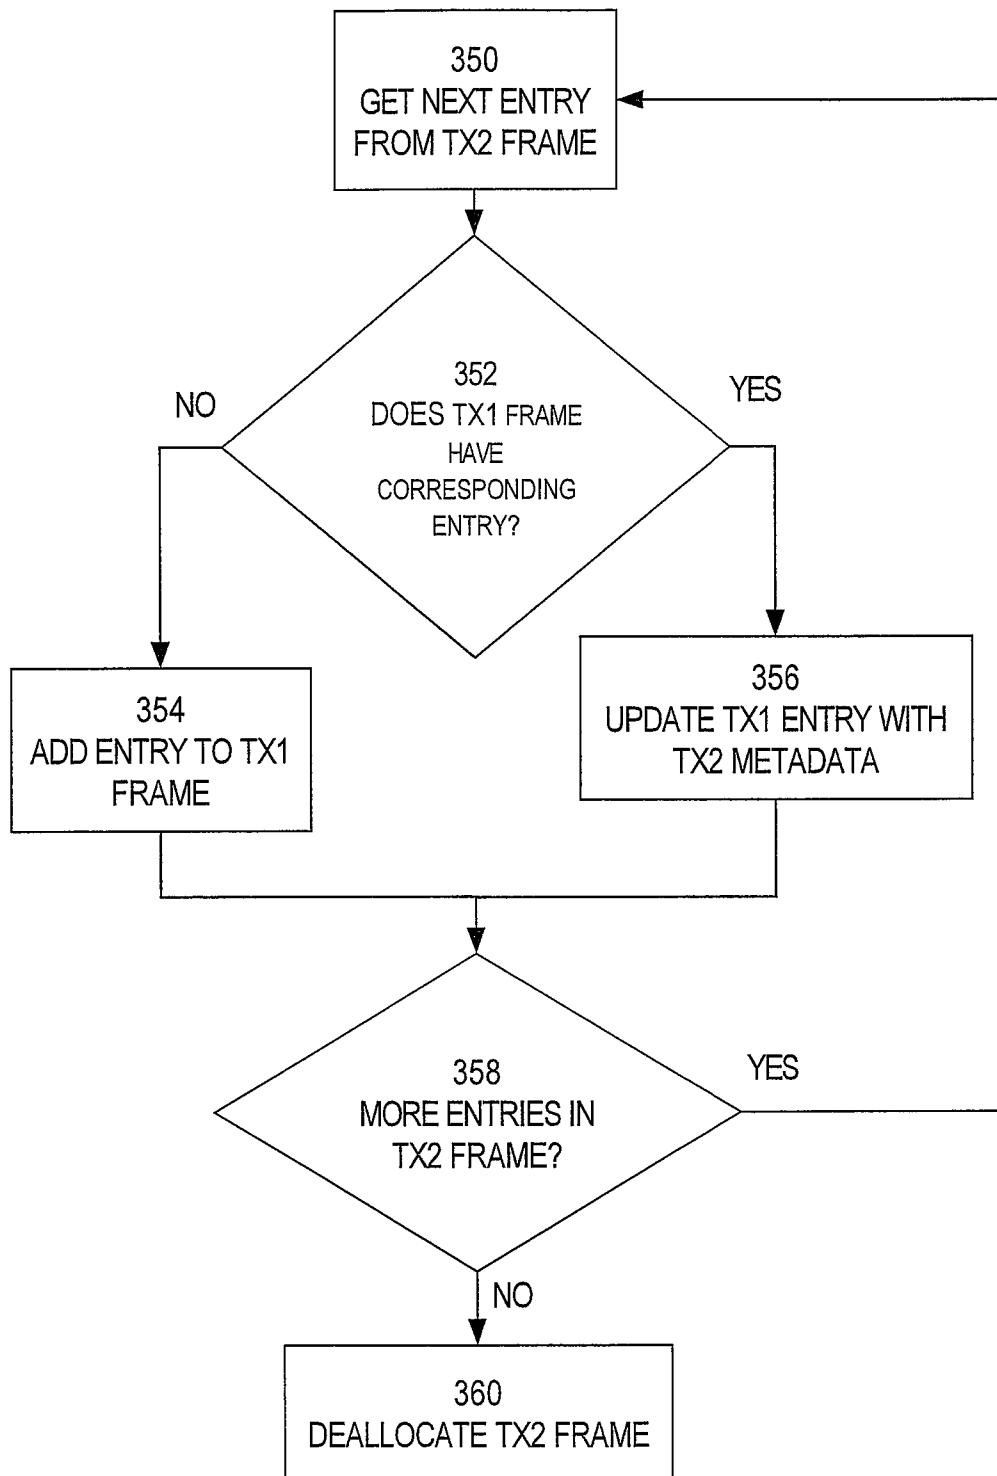 350
GET NEXT ENTRY
FROM TX2 FRAME
352
DOES TX1 FRAME
HAVE
CORRESPONDING
ENTRY?
NO
YES
354
ADD ENTRY TO TX1
FRAME
356
UPDATE TX1 ENTRY WITH
TX2 METADATA
358
MORE ENTRIES IN
TX2 FRAME?
YES
NO
360
DEALLOCATE TX2 FRAME